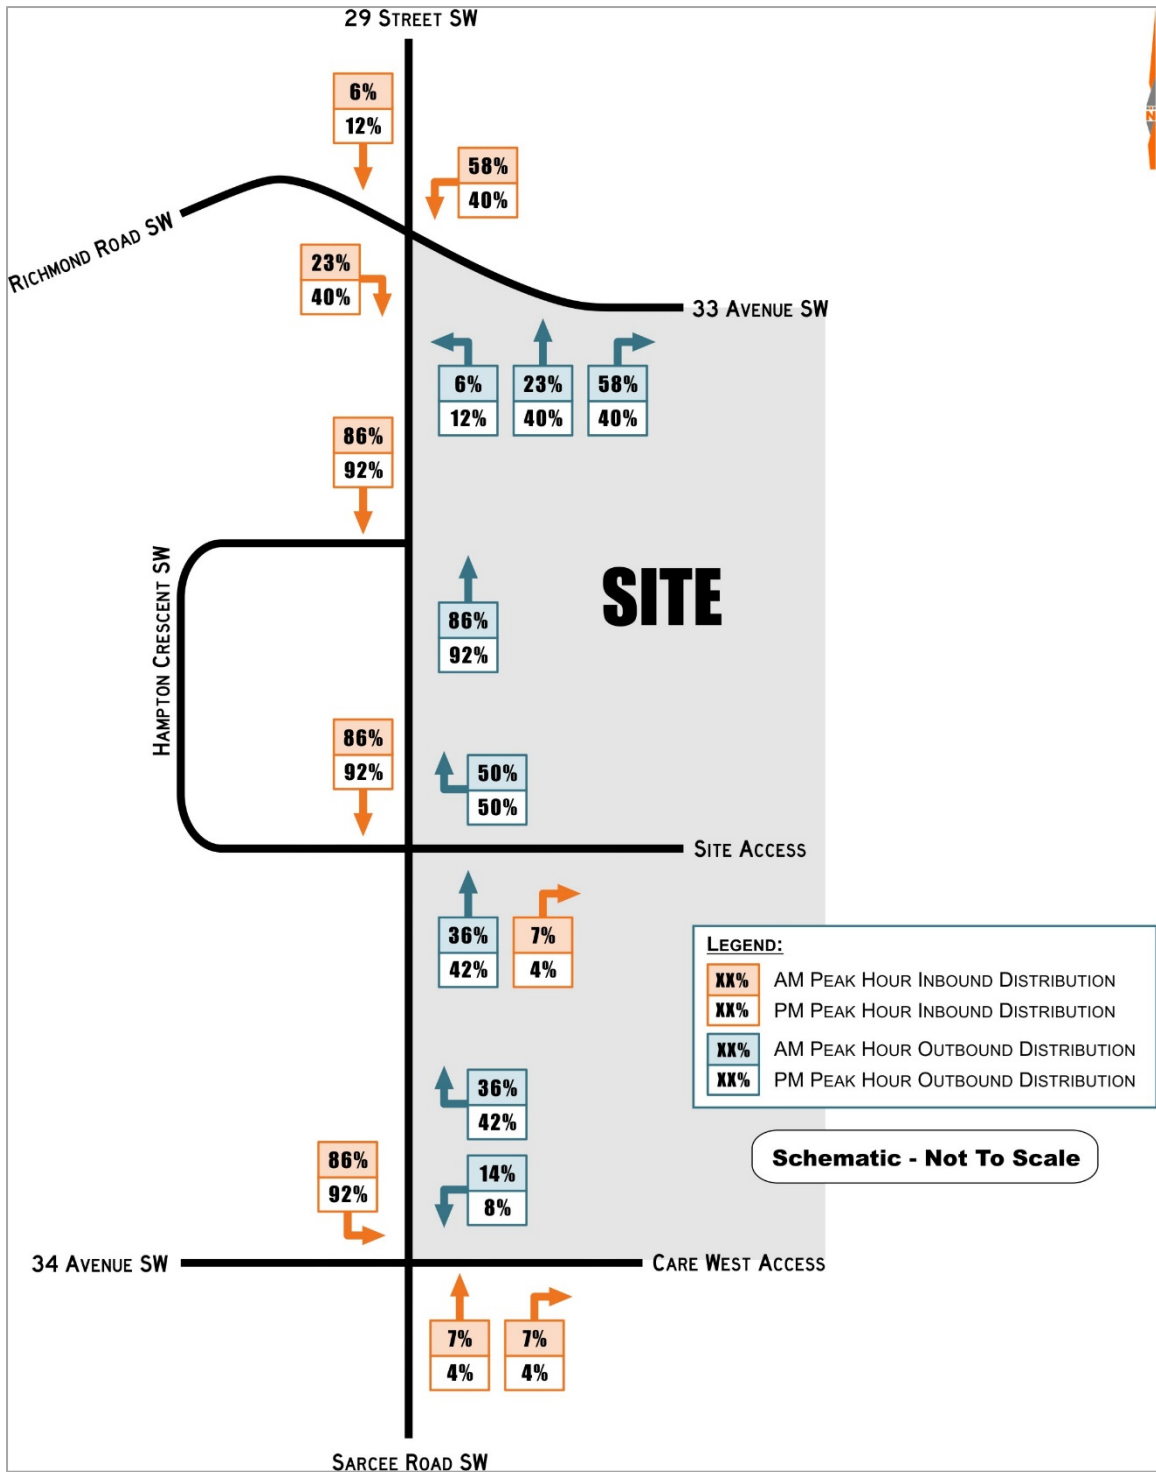 29 STREET SW
6%
12%
58%
40%
RICHMOND ROAD SW
23%
40%
33 AVENUE SW
6%
12%
23%
40%
58%
40%
86%
92%
HAMPTON CRESCENT SW
SITE
86%
92%
86%
92%
50%
50%
SITE ACCESS
36%
42%
7%
4%
LEGEND:
XX% AM PEAK HOUR INBOUND DISTRIBUTION
XX% PM PEAK HOUR INBOUND DISTRIBUTION
XX% AM PEAK HOUR OUTBOUND DISTRIBUTION
XX% PM PEAK HOUR OUTBOUND DISTRIBUTION
36%
42%
Schematic - Not To Scale
86%
92%
14%
8%
34 AVENUE SW
CARE WEST ACCESS
7%
4%
7%
4%
SARCEE ROAD SW
N